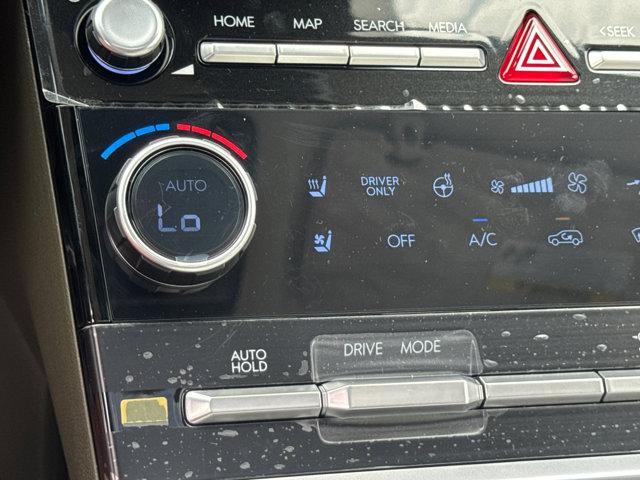 HOME MAP SEARCH MEDIA <SEEK
AUTO
Lo
DRIVER
ONLY
OFF A/C
AUTO
HOLD
DRIVE MODE